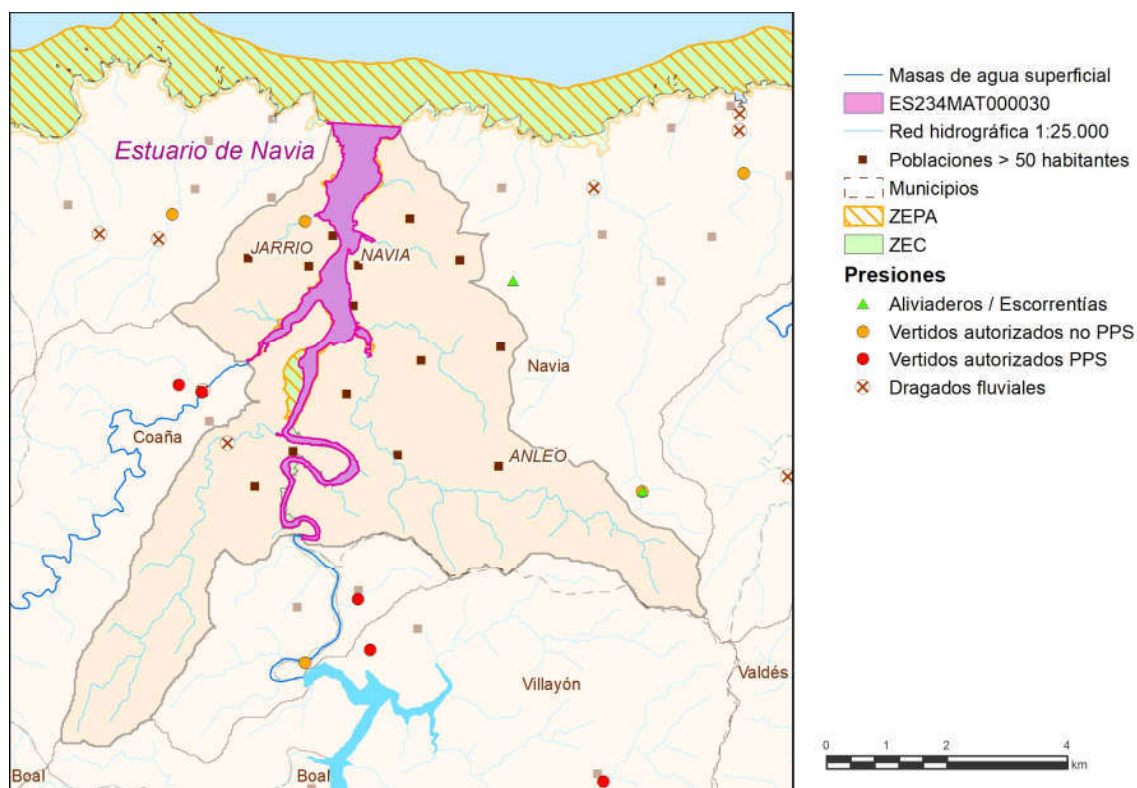 Estuario de Navia
JARRIO
NAVIA
Navia
Coaña
ANLEO
Villayón
Valdés
Boal
Boal
Masas de agua superficial
ES234MAT000030
Red hidrográfica 1:25.000
Poblaciones > 50 habitantes
Municipios
ZEPA
ZEC
Presiones
Aliviaderos / Escorrentías
Vertidos autorizados no PPS
Vertidos autorizados PPS
Dragados fluviales
0 1 2 4
km